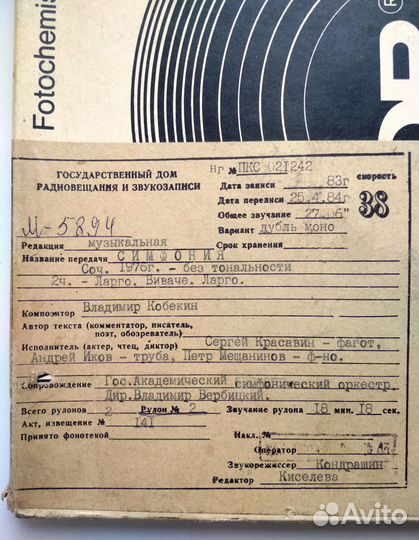 Fotochemis
R
ГОСУДАРСТВЕННЫЙ ДОМ
РАДИОВЕЩАНИЯ И ЗВУКОЗАПИСИ
Нг № ПКС 021242
Дата записи 83г
скорость
Дата переписи 25.4.84г
38
Общее звучание 27.06"
М-5294
Вариант дубль моно
Редакция музыкальная
Срок хранения
Название передачи СИМФОНИЯ
Соч. 1976г. - без тональности
2ч. - Ларго. Виваче. Ларго.
Композитор Владимир Кобекин
Автор текста (комментатор, писатель,
поэт, обозреватель)
Исполнитель (актер, чтец, диктор) Сергей Красавин - фагот,
Андрей Иков - труба, Петр Мещанинов - ф-но.
Сопровождение Гос.Академический симфонический оркестр.
Дир.Владимир Вербицкий.
Всего рулонов 2 Рулон № 2 Звучание рулона 18 мин. 18 сек.
Акт, извещение № 141
Принято фонотекой
Накл. №
Оператор
Звукорежиссер Кондрашин
Редактор Киселева
Avito